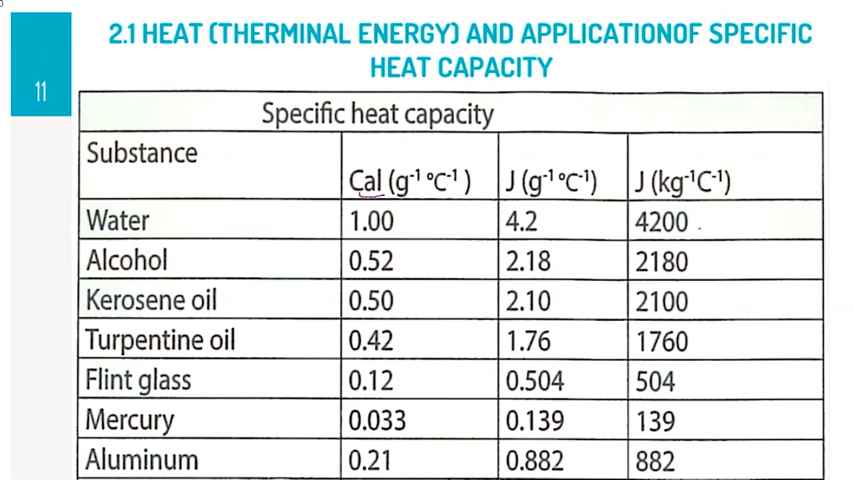 2.1 HEAT (THERMINAL ENERGY) AND APPLICATIONOF SPECIFIC
HEAT CAPACITY
11
Specific heat capacity
Substance
Cal (g⁻¹ °C⁻¹ ) J (g⁻¹ °C⁻¹) J (kg⁻¹C⁻¹)
Water 1.00 4.2 4200
Alcohol 0.52 2.18 2180
Kerosene oil 0.50 2.10 2100
Turpentine oil 0.42 1.76 1760
Flint glass 0.12 0.504 504
Mercury 0.033 0.139 139
Aluminum 0.21 0.882 882